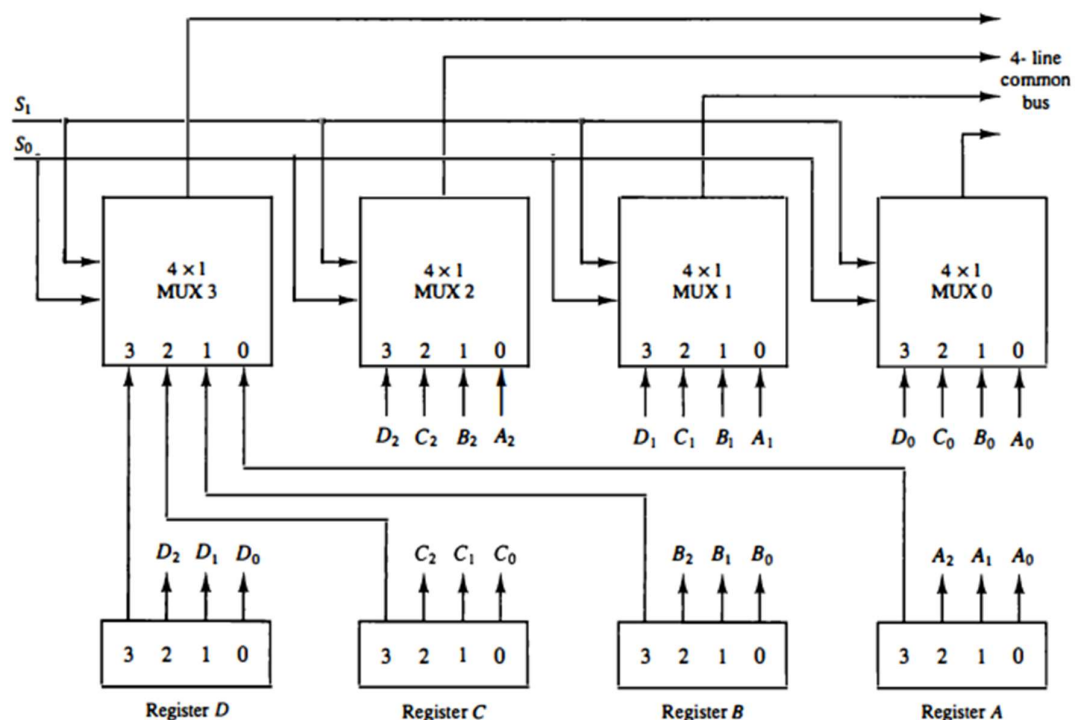 4- line
common
bus
S₁
S₀
4 × 1
MUX 3
4 × 1
MUX 2
4 × 1
MUX 1
4 × 1
MUX 0
3 2 1 0
3 2 1 0
3 2 1 0
3 2 1 0
D₂ C₂ B₂ A₂
D₁ C₁ B₁ A₁
D₀ C₀ B₀ A₀
D₂ D₁ D₀
C₂ C₁ C₀
B₂ B₁ B₀
A₂ A₁ A₀
3 2 1 0
3 2 1 0
3 2 1 0
3 2 1 0
Register D
Register C
Register B
Register A